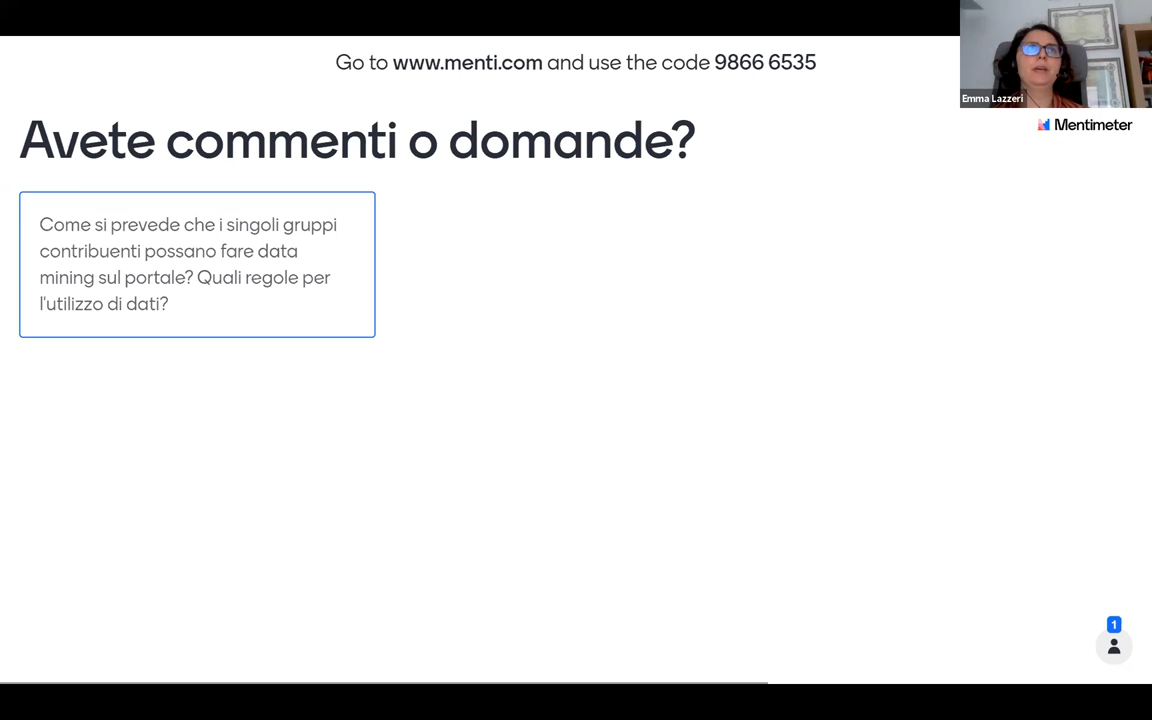 Go to www.menti.com and use the code 9866 6535
Emma Lazzeri
Mentimeter
Avete commenti o domande?
Come si prevede che i singoli gruppi
contribuenti possano fare data
mining sul portale? Quali regole per
l'utilizzo di dati?
1